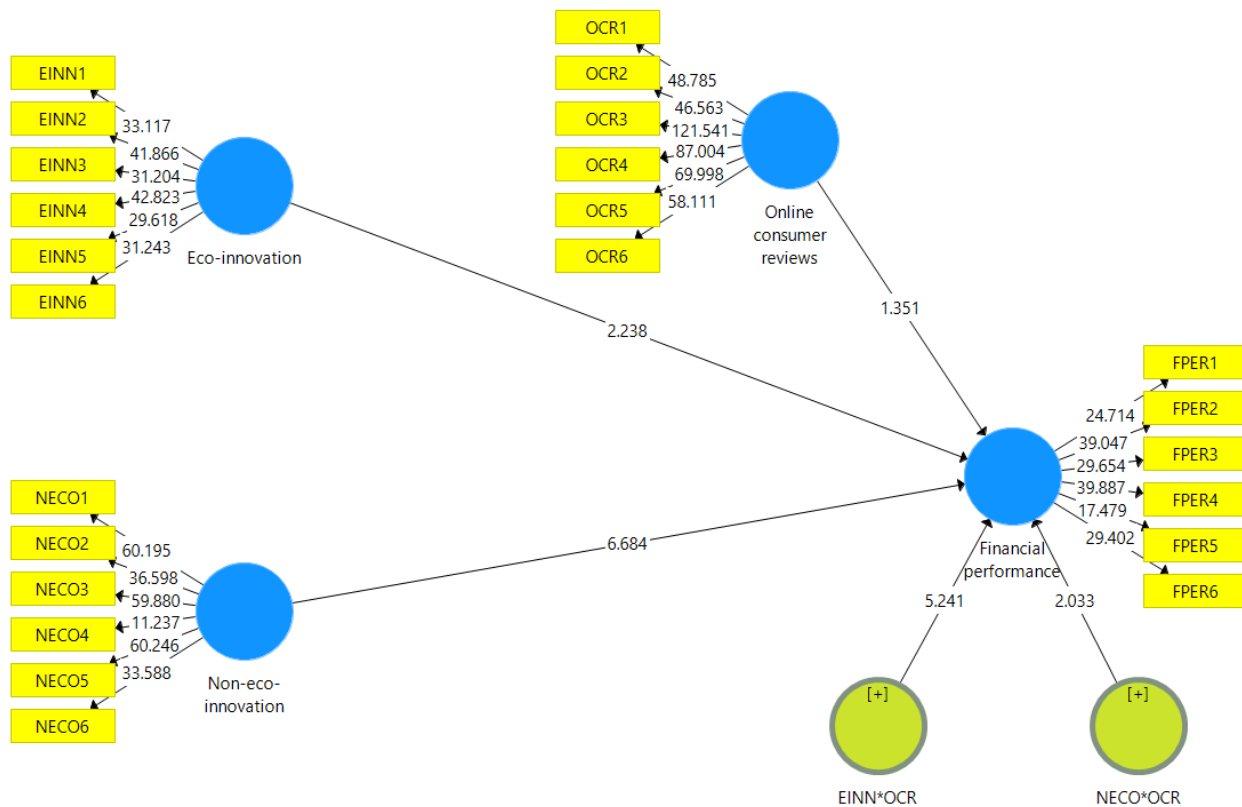 OCR1
OCR2
OCR3
OCR4
OCR5
OCR6
48.785
46.563
121.541
87.004
69.998
58.111
Online
consumer
reviews
EINN1
EINN2
EINN3
EINN4
EINN5
EINN6
33.117
41.866
31.204
42.823
29.618
31.243
Eco-innovation
2.238
1.351
NECO1
NECO2
NECO3
NECO4
NECO5
NECO6
60.195
36.598
59.880
11.237
60.246
33.588
Non-eco-
innovation
6.684
Financial
performance
24.714
39.047
29.654
39.887
17.479
29.402
FPER1
FPER2
FPER3
FPER4
FPER5
FPER6
5.241
2.033
[+]
[+]
EINN*OCR
NECO*OCR